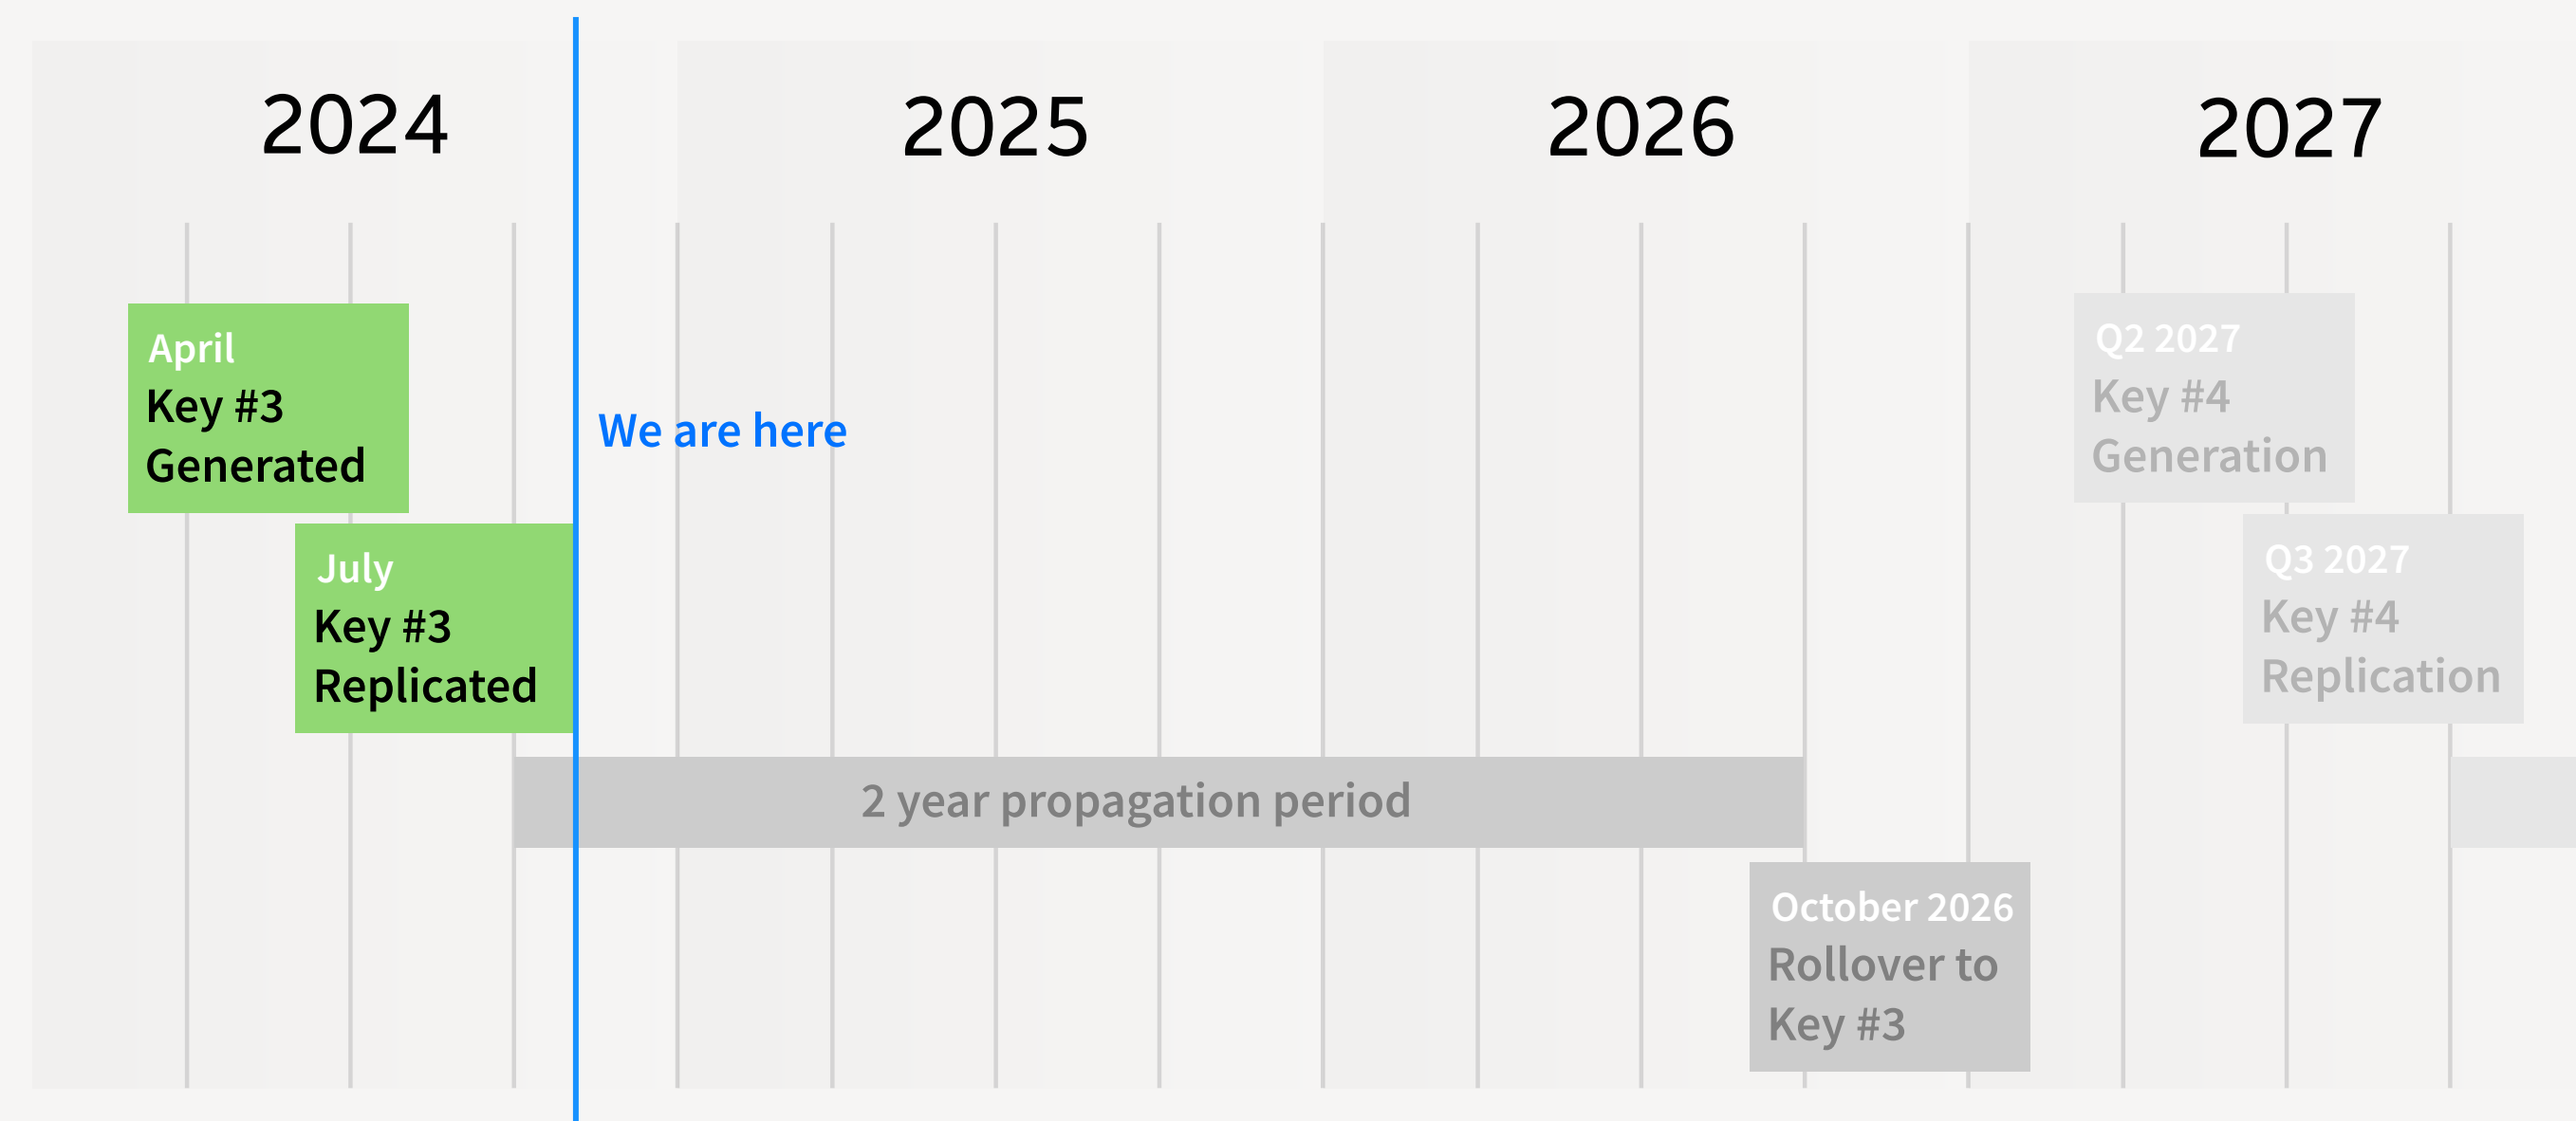 2024
2025
2026
2027
April
Key #3
Generated
We are here
Q2 2027
Key #4
Generation
July
Key #3
Replicated
Q3 2027
Key #4
Replication
2 year propagation period
October 2026
Rollover to
Key #3